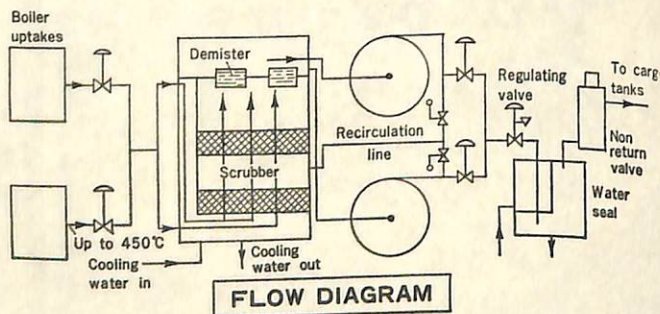 Boiler
uptakes
Demister
Regulating
valve
To carg
tanks
Recirculation
line
Scrubber
Non
return
valve
Water
seal
Up to 450°C
Cooling
water in
Cooling
water out
FLOW DIAGRAM